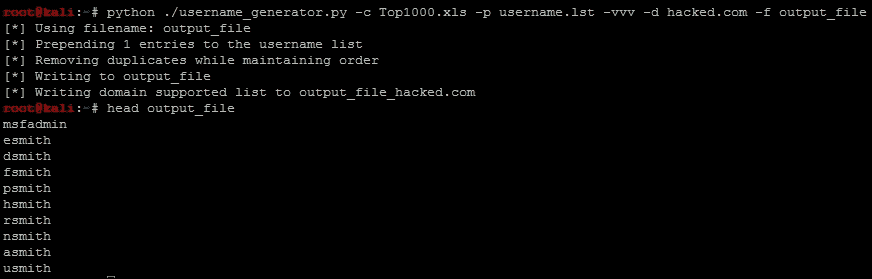 root@kali:~# python ./username_generator.py -c Top1000.xls -p username.lst -vvv -d hacked.com -f output_file
[*] Using filename: output_file
[*] Prepending 1 entries to the username list
[*] Removing duplicates while maintaining order
[*] Writing to output_file
[*] Writing domain supported list to output_file_hacked.com
root@kali:~# head output_file
msfadmin
esmith
dsmith
fsmith
psmith
hsmith
rsmith
nsmith
asmith
usmith